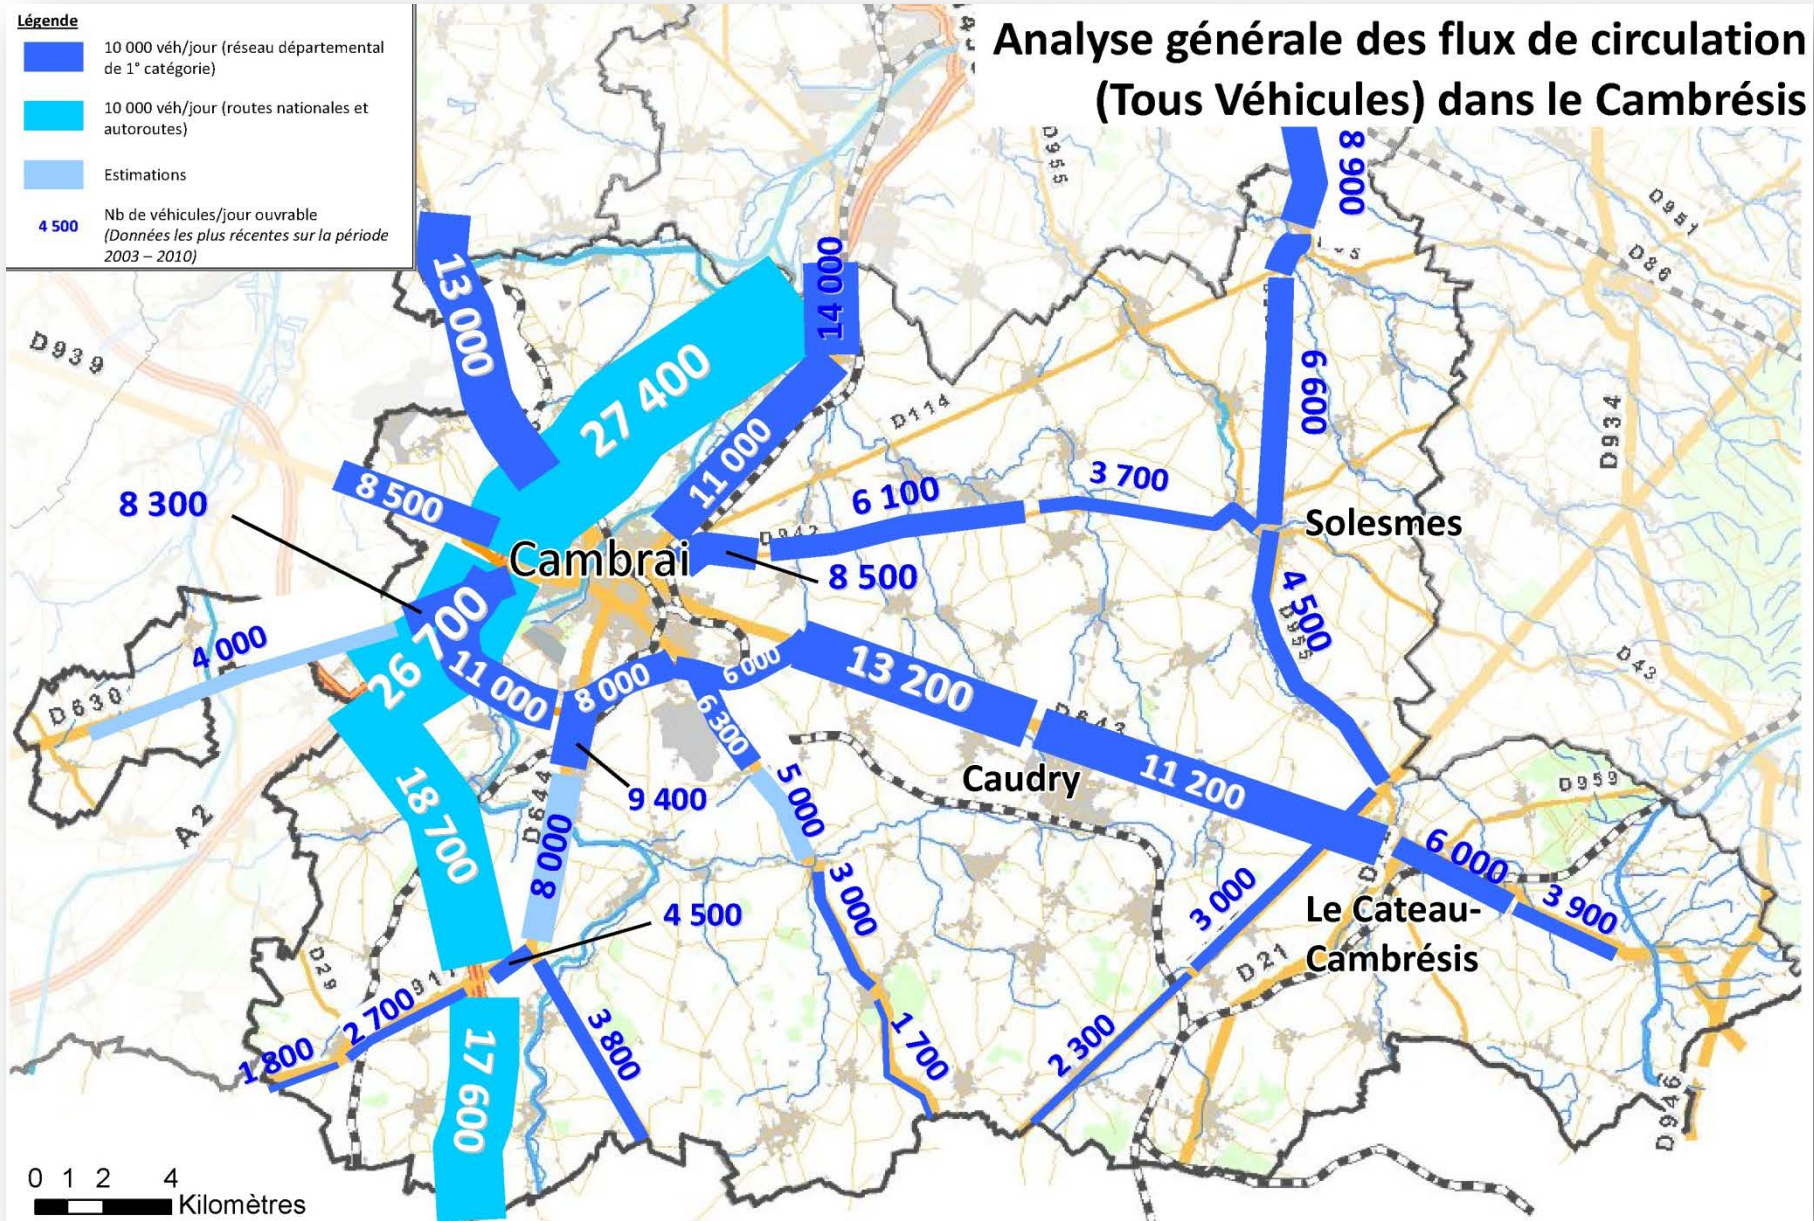 Légende
10 000 véh/jour (réseau départemental
de 1° catégorie)
10 000 véh/jour (routes nationales et
autoroutes)
Estimations
4 500
Nb de véhicules/jour ouvrable
(Données les plus récentes sur la période
2003 – 2010)
Analyse générale des flux de circulation
(Tous Véhicules) dans le Cambrésis
8 900
D955
D951
D86
13 000
14 000
27 400
D939
6 600
D114
D934
11 000
8 500
8 300
6 100
3 700
D942
Solesmes
Cambrai
8 500
4 500
D955
26 700
4 000
D630
11 000
8 000
6 000
13 200
D43
6 300
D643
Caudry
11 200
D959
18 700
A2
D644
9 400
5 000
8 000
6 000
3 000
3 000
3 900
4 500
Le Cateau-
Cambrésis
D29
D21
2 700
1 800
3 800
1 700
2 300
17 600
D946
0 1 2 4
Kilomètres